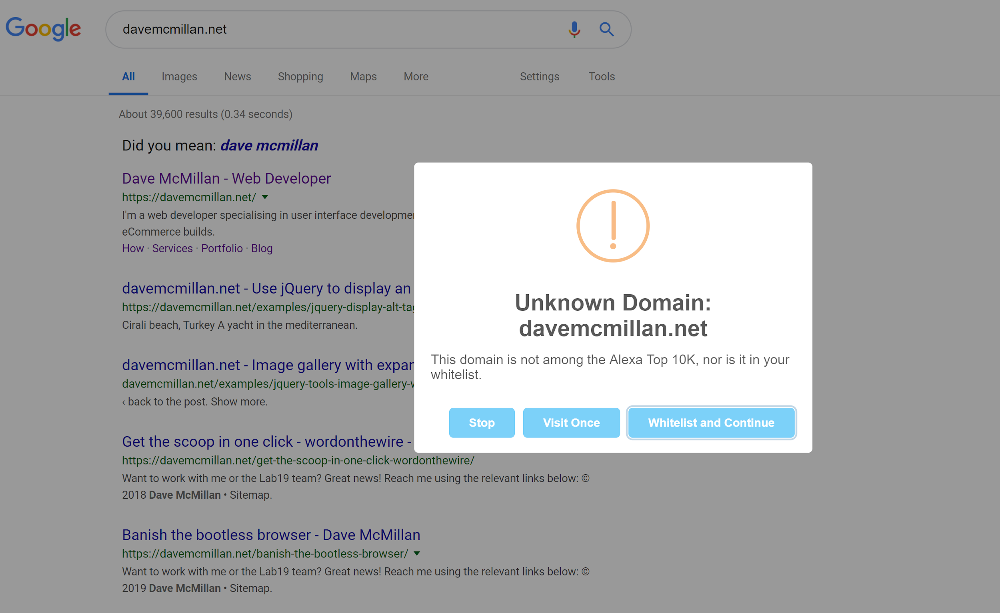 Google
davemcmillan.net
All Images News Shopping Maps More Settings Tools
About 39,600 results (0.34 seconds)
Did you mean: dave mcmillan
Dave McMillan - Web Developer
https://davemcmillan.net/
I'm a web developer specialising in user interface
eCommerce builds.
How · Services · Portfolio · Blog
davemcmillan.net - Use jQuery to display an
https://davemcmillan.net/examples/jquery-display-alt-tag
Cirali beach, Turkey A yacht in the mediterranean.
davemcmillan.net - Image gallery with
davemcmillan.net/examples/jquery-tools-image-gallery-
‹ back to the post. Show more.
Get the scoop in one click - wordonthewire -
https://davemcmillan.net/get-the-scoop-in-one-click-wordonthewire/
Want to work with me or the Lab19 team? Great news! Reach me using the relevant links below: ©
2018 Dave McMillan • Sitemap.
Banish the bootless browser - Dave McMillan
https://davemcmillan.net/banish-the-bootless-browser/
Want to work with me or the Lab19 team? Great news! Reach me using the relevant links below: ©
2019 Dave McMillan • Sitemap.
Unknown Domain:
davemcmillan.net
This domain is not among the Alexa Top 10K, nor is it in your
whitelist.
Stop Visit Once Whitelist and Continue